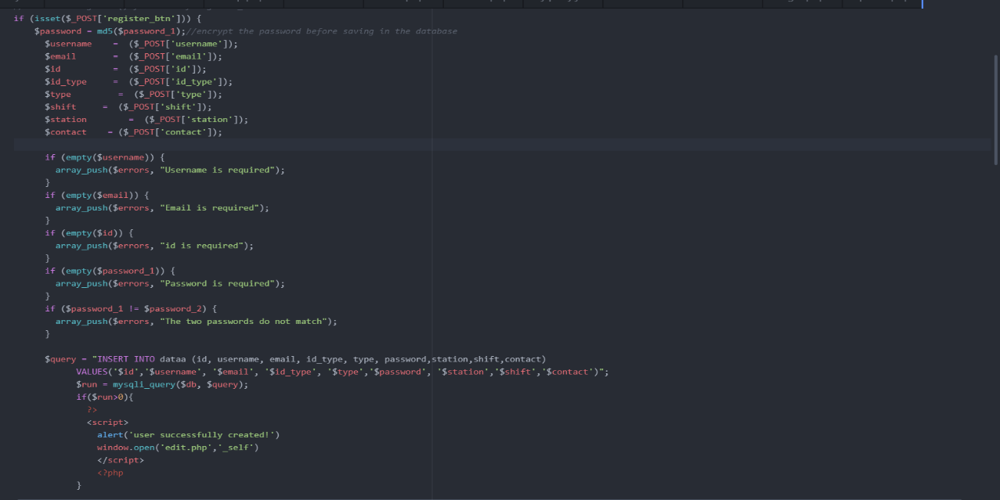 if (isset($_POST['register_btn'])) {
$password = md5($password_1);//encrypt the password before saving in the database
$username = ($_POST['username']);
$email = ($_POST['email']);
$id = ($_POST['id']);
$id_type = ($_POST['id_type']);
$type = ($_POST['type']);
$shift = ($_POST['shift']);
$station = ($_POST['station']);
$contact = ($_POST['contact']);
if (empty($username)) {
array_push($errors, "Username is required");
}
if (empty($email)) {
array_push($errors, "Email is required");
}
if (empty($id)) {
array_push($errors, "id is required");
}
if (empty($password_1)) {
array_push($errors, "Password is required");
}
if ($password_1 != $password_2) {
array_push($errors, "The two passwords do not match");
}
$query = "INSERT INTO dataa (id, username, email, id_type, type, password,station,shift,contact)
VALUES('$id','$username', '$email', '$id_type', '$type','$password', '$station','$shift','$contact')";
$run = mysqli_query($db, $query);
if($run>0){
?>
<script>
alert('user successfully created!')
window.open('edit.php','_self')
</script>
<?php
}